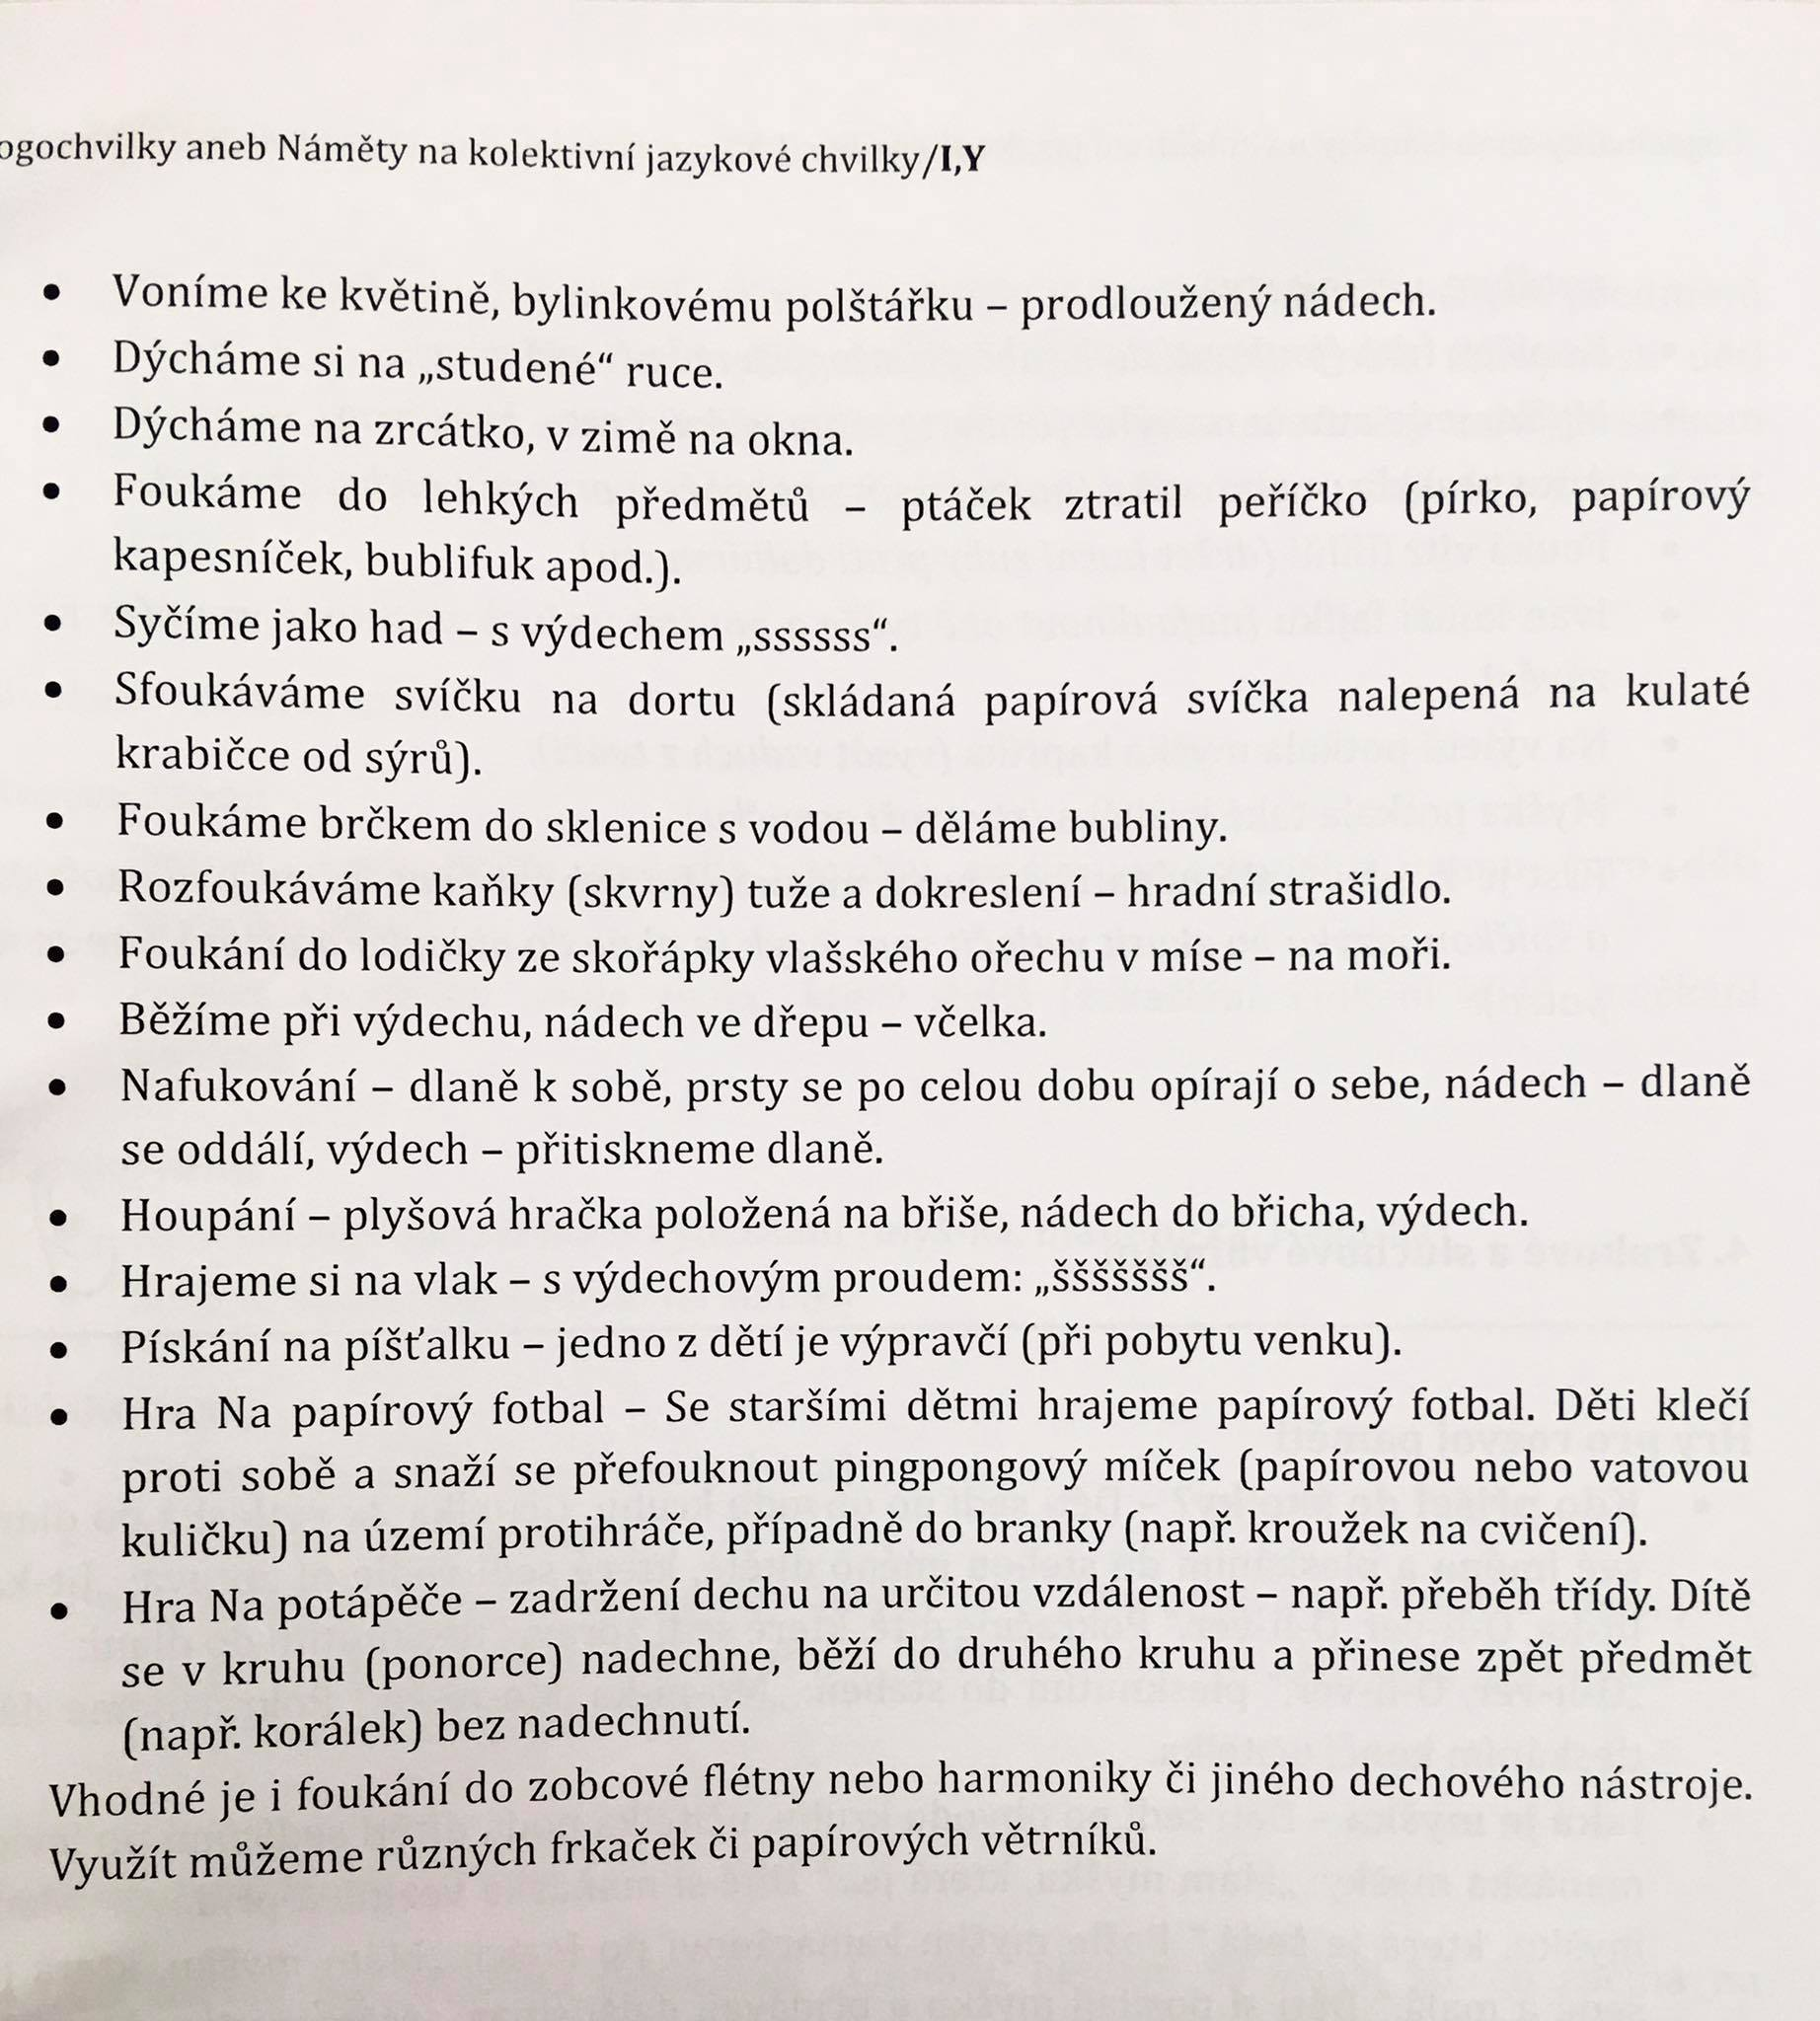 ogochvilky aneb Náměty na kolektivní jazykové chvilky/I,Y
• Voníme ke květině, bylinkovému polštářku – prodloužený nádech.
• Dýcháme si na „studené“ ruce.
• Dýcháme na zrcátko, v zimě na okna.
• Foukáme do lehkých předmětů – ptáček ztratil peříčko (pírko, papírový
kapesníček, bublifuk apod.).
• Syčíme jako had – s výdechem „ssssss“.
• Sfoukáváme svíčku na dortu (skládaná papírová svíčka nalepená na kulaté
krabičce od sýrů).
• Foukáme brčkem do sklenice s vodou – děláme bubliny.
• Rozfoukáváme kaňky (skvrny) tuže a dokreslení – hradní strašidlo.
• Foukání do lodičky ze skořápky vlašského ořechu v míse – na moři.
• Běžíme při výdechu, nádech ve dřepu – včelka.
• Nafukování – dlaně k sobě, prsty se po celou dobu opírají o sebe, nádech – dlaně
se oddálí, výdech – přitiskneme dlaně.
• Houpání – plyšová hračka položená na břiše, nádech do břicha, výdech.
• Hrajeme si na vlak – s výdechovým proudem: „ššššššš“.
• Pískání na píšťalku – jedno z dětí je výpravčí (při pobytu venku).
• Hra Na papírový fotbal – Se staršími dětmi hrajeme papírový fotbal. Děti klečí
proti sobě a snaží se přefouknout pingpongový míček (papírovou nebo vatovou
kuličku) na území protihráče, případně do branky (např. kroužek na cvičení).
• Hra Na potápěče – zadržení dechu na určitou vzdálenost – např. přeběh třídy. Dítě
se v kruhu (ponorce) nadechne, běží do druhého kruhu a přinese zpět předmět
(např. korálek) bez nadechnutí.
Vhodné je i foukání do zobcové flétny nebo harmoniky či jiného dechového nástroje.
Využít můžeme různých frkaček či papírových větrníků.